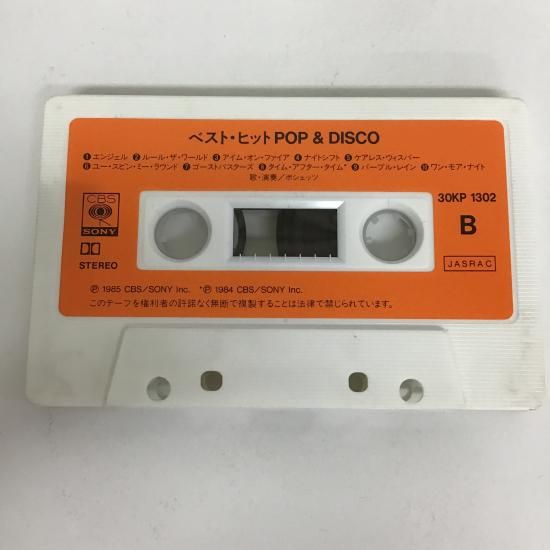 ベスト・ヒットPOP & DISCO
❶エンジェル ❷ルール・ザ・ワールド ❸アイム・オン・ファイア ❹ナイトシフト ❺ケアレス・ウィスパー
❻ユー・スピン・ミー・ラウンド ❼ゴーストバスターズ ❽タイム・アフター・タイム* ❾パープル・レイン ❿ワン・モア・ナイト
歌・演奏/ポシェッツ
CBS
SONY
STEREO
30KP 1302
B
JASRAC
Ⓟ 1985 CBS/SONY Inc. *Ⓟ 1984 CBS/SONY Inc.
このテープを権利者の許諾なく無断で複製することは法律で禁じられています。